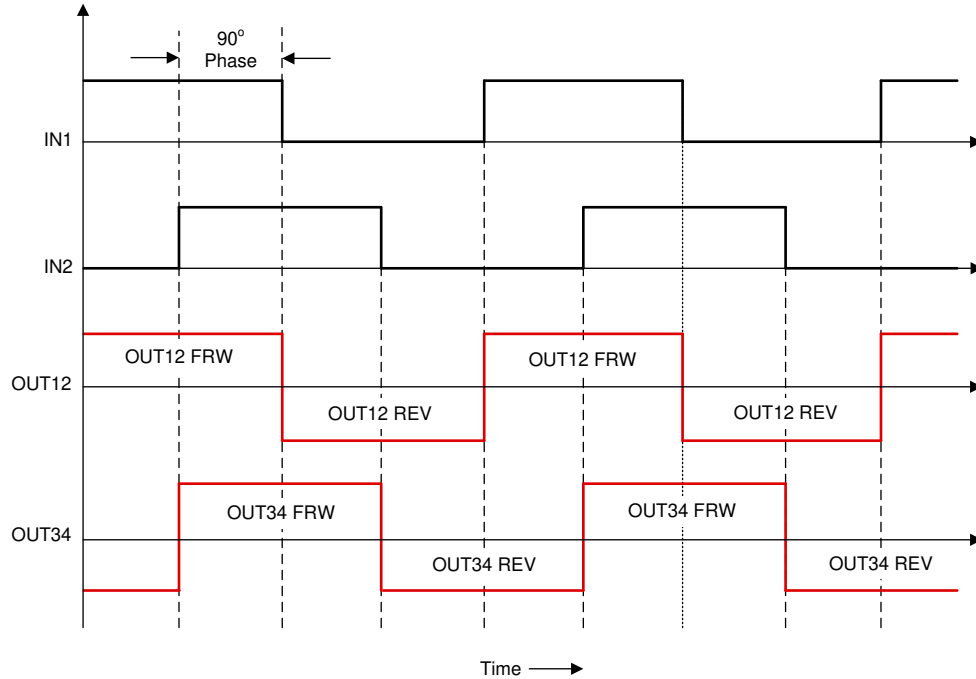 90° Phase
IN1
IN2
OUT12 FRW
OUT12 FRW
OUT12
OUT12 REV
OUT12 REV
OUT34 FRW
OUT34 FRW
OUT34
OUT34 REV
OUT34 REV
Time